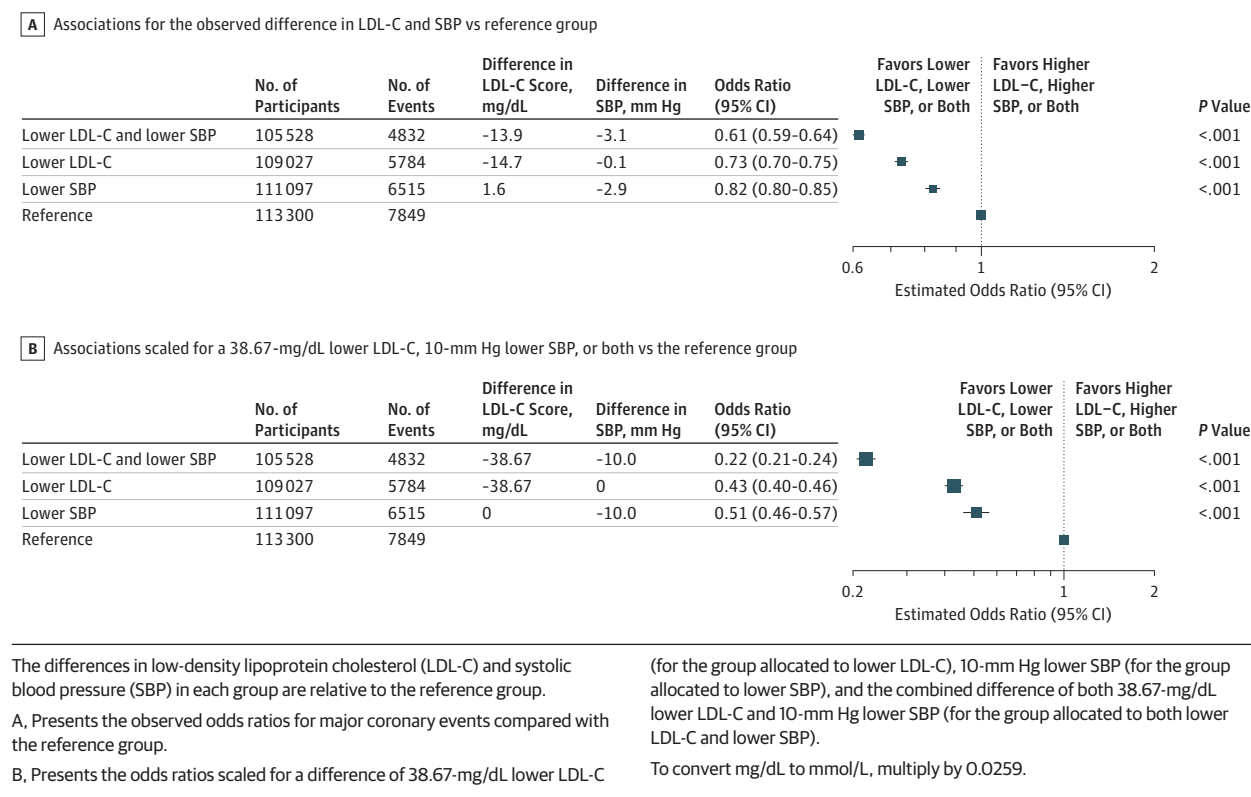 A Associations for the observed difference in LDL-C and SBP vs reference group
No. of Participants No. of Events Difference in LDL-C Score, mg/dL Difference in SBP, mm Hg Odds Ratio (95% CI) Favors Lower LDL-C, Lower SBP, or Both Favors Higher LDL-C, Higher SBP, or Both P Value
Lower LDL-C and lower SBP 105528 4832 -13.9 -3.1 0.61 (0.59-0.64) <.001
Lower LDL-C 109027 5784 -14.7 -0.1 0.73 (0.70-0.75) <.001
Lower SBP 111097 6515 1.6 -2.9 0.82 (0.80-0.85) <.001
Reference 113300 7849
0.6 1 2
Estimated Odds Ratio (95% CI)
B Associations scaled for a 38.67-mg/dL lower LDL-C, 10-mm Hg lower SBP, or both vs the reference group
No. of Participants No. of Events Difference in LDL-C Score, mg/dL Difference in SBP, mm Hg Odds Ratio (95% CI) Favors Lower LDL-C, Lower SBP, or Both Favors Higher LDL-C, Higher SBP, or Both P Value
Lower LDL-C and lower SBP 105528 4832 -38.67 -10.0 0.22 (0.21-0.24) <.001
Lower LDL-C 109027 5784 -38.67 0 0.43 (0.40-0.46) <.001
Lower SBP 111097 6515 0 -10.0 0.51 (0.46-0.57) <.001
Reference 113300 7849
0.2 1 2
Estimated Odds Ratio (95% CI)
The differences in low-density lipoprotein cholesterol (LDL-C) and systolic
blood pressure (SBP) in each group are relative to the reference group.
A, Presents the observed odds ratios for major coronary events compared with
the reference group.
B, Presents the odds ratios scaled for a difference of 38.67-mg/dL lower LDL-C
(for the group allocated to lower LDL-C), 10-mm Hg lower SBP (for the group
allocated to lower SBP), and the combined difference of both 38.67-mg/dL
lower LDL-C and 10-mm Hg lower SBP (for the group allocated to both lower
LDL-C and lower SBP).
To convert mg/dL to mmol/L, multiply by 0.0259.